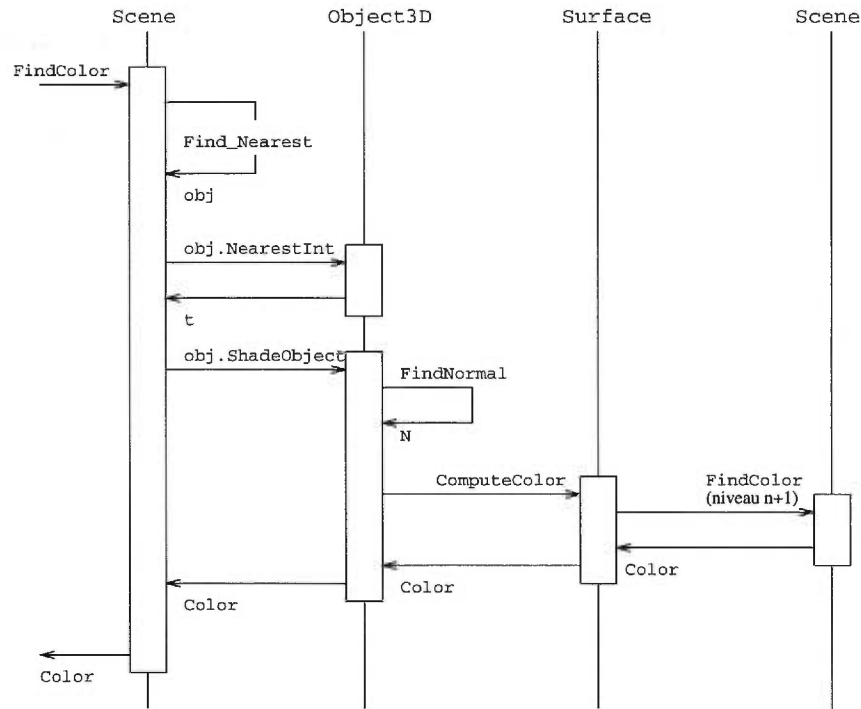 Scene
Object3D
Surface
Scene
FindColor
Find_Nearest
obj
obj.NearestInt
t
obj.ShadeObject
FindNormal
N
ComputeColor
FindColor
(niveau n+1)
Color
Color
Color
Color